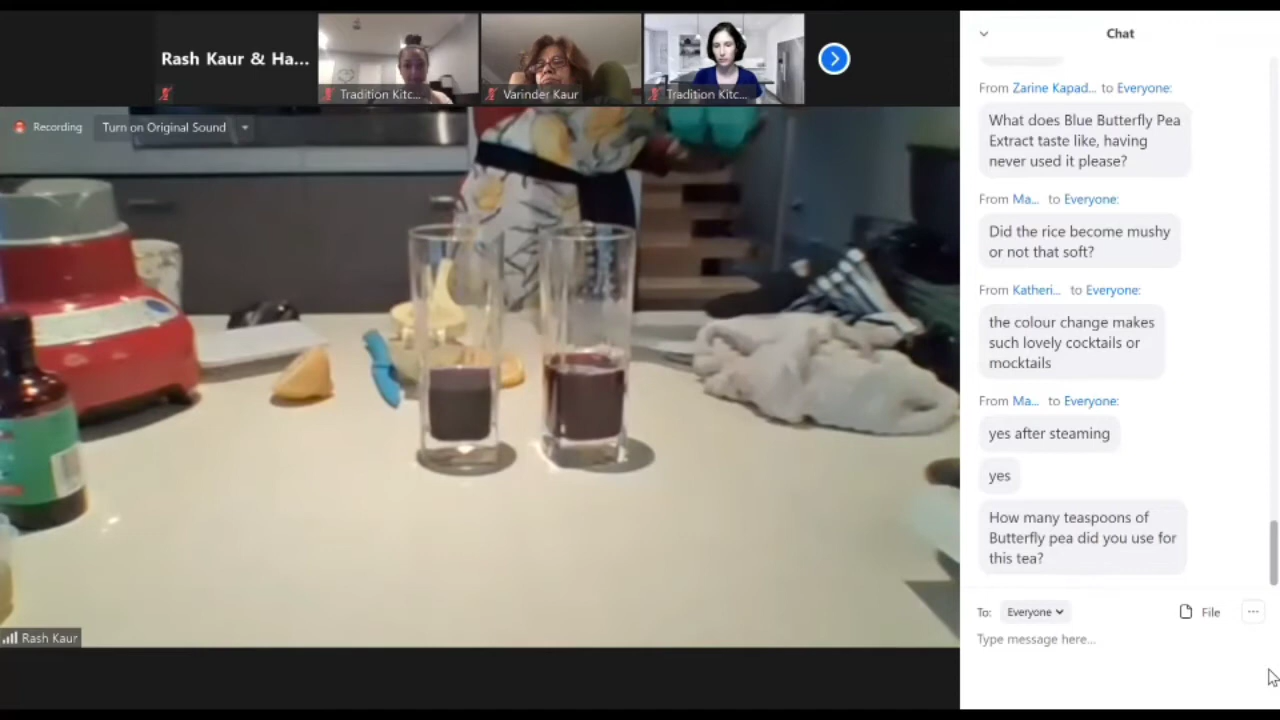 Rash Kaur & Ha...
Tradition Kitc...
Varinder Kaur
Tradition Kitc...
Recording
Turn on Original Sound
Rash Kaur
Chat
From Zarine Kapad... to Everyone:
What does Blue Butterfly Pea
Extract taste like, having
never used it please?
From Ma... to Everyone:
Did the rice become mushy
or not that soft?
From Katheri... to Everyone:
the colour change makes
such lovely cocktails or
mocktails
From Ma... to Everyone:
yes after steaming
yes
How many teaspoons of
Butterfly pea did you use for
this tea?
To: Everyone File ...
Type message here...